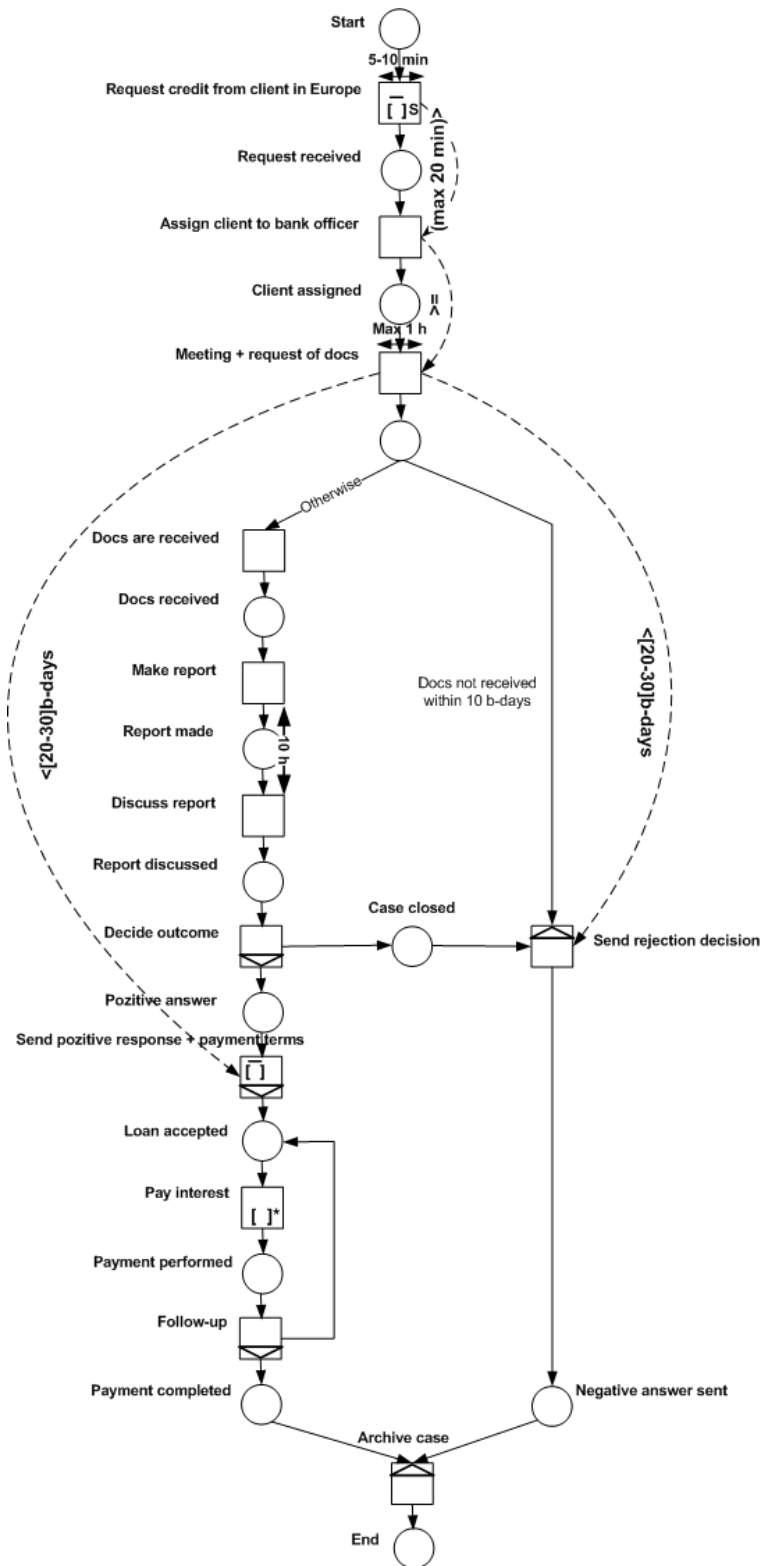 Start
5-10 min
Request credit from client in Europe
[ ]S
(max 20 min)>
Request received
Assign client to bank officer
Client assigned
=>
Max 1 h
Meeting + request of docs
Otherwise
Docs are received
Docs received
<[20-30]b-days
<[20-30]b-days
Make report
Docs not received
within 10 b-days
Report made
10 h
Discuss report
Report discussed
Case closed
Decide outcome
Send rejection decision
Pozitive answer
Send pozitive response + payment terms
[ ]
Loan accepted
Pay interest
[ ]*
Payment performed
Follow-up
Payment completed
Negative answer sent
Archive case
End